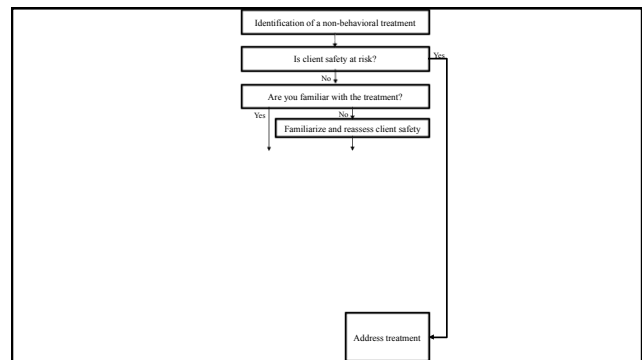 Identification of a non-behavioral treatment
Is client safety at risk?
Yes
No
Are you familiar with the treatment?
Yes
No
Familiarize and reassess client safety
Address treatment